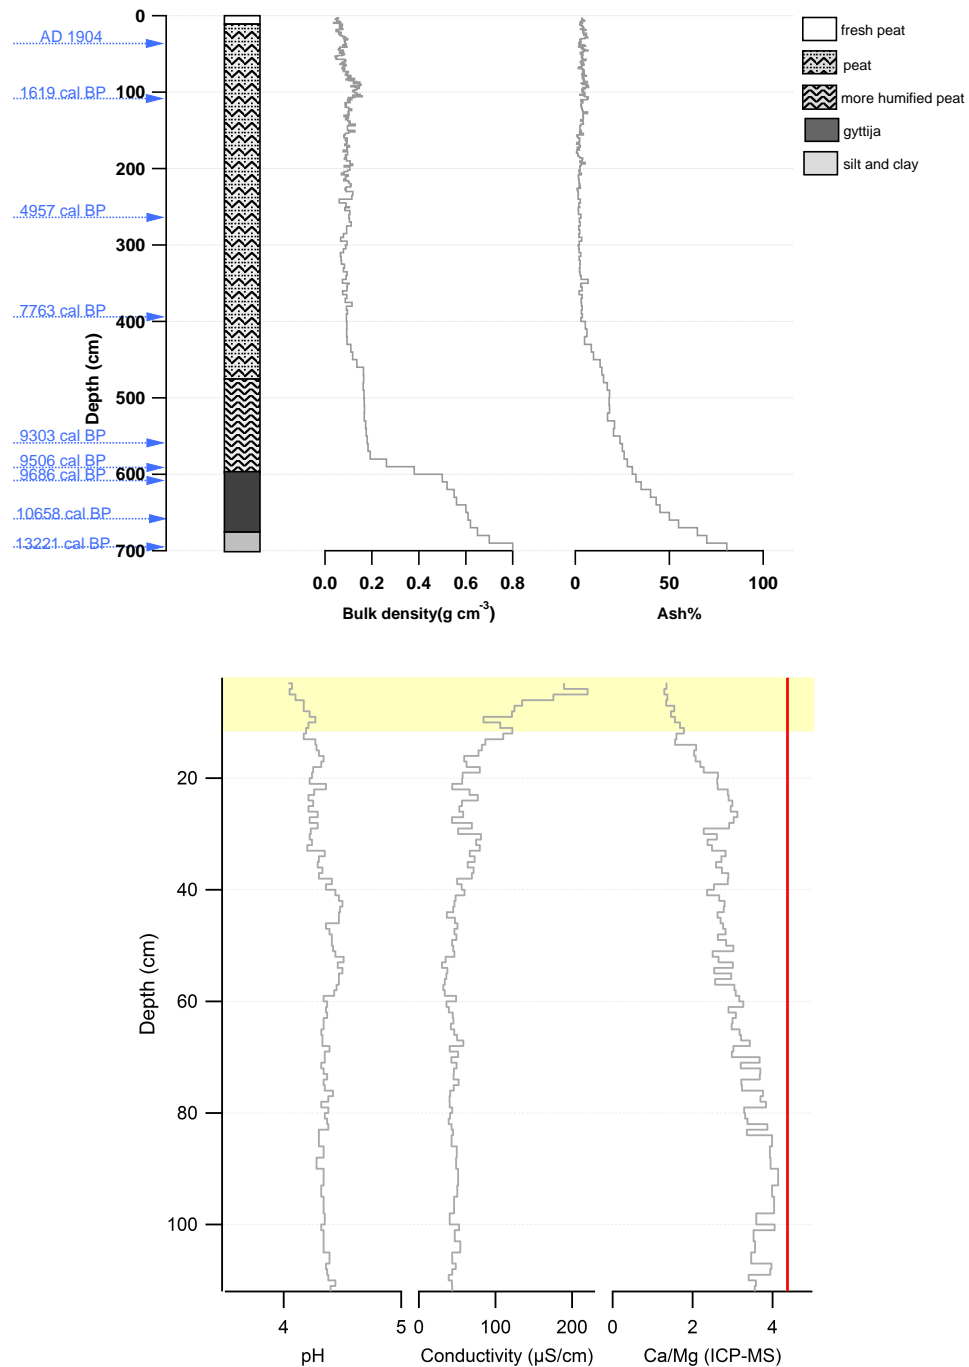 0
100
200
300
400
500
600
700
Depth (cm)
AD 1904
1619 cal BP
4957 cal BP
7763 cal BP
9303 cal BP
9506 cal BP
9686 cal BP
10658 cal BP
13221 cal BP
fresh peat
peat
more humified peat
gyttija
silt and clay
0.0 0.2 0.4 0.6 0.8
Bulk density(g cm-3)
0 50 100
Ash%
20
40
60
80
100
Depth (cm)
4 5
pH
0 100 200
Conductivity (µS/cm)
0 2 4
Ca/Mg (ICP-MS)